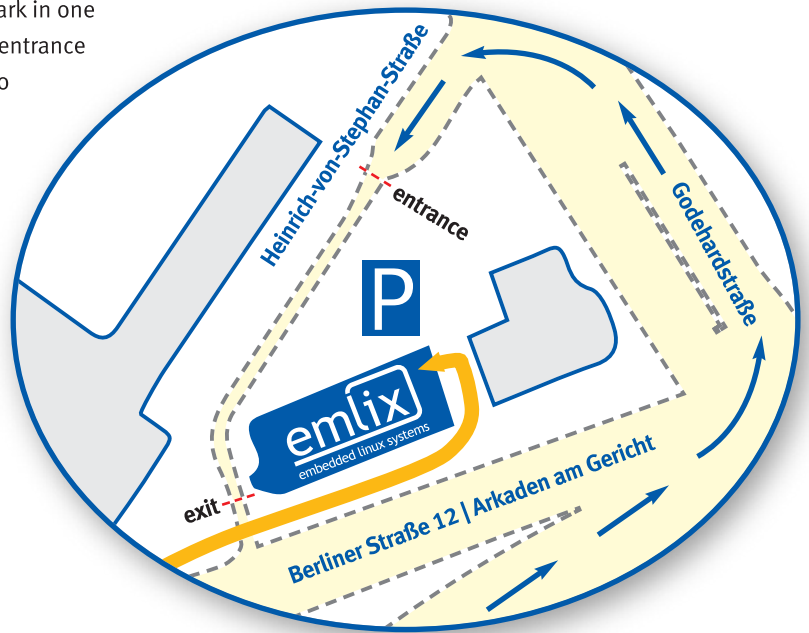 ark in one
entrance
o
Heinrich-von-Stephan-Straße
entrance
Godehardstraße
P
emlix
embedded linux systems
exit
Berliner Straße 12 | Arkaden am Gericht